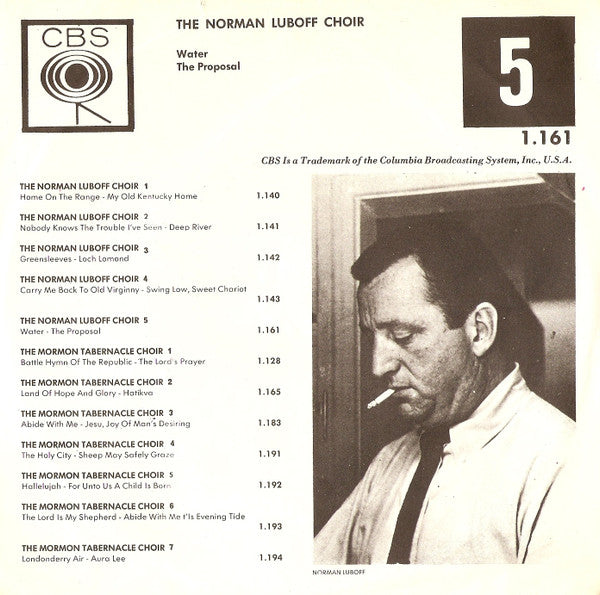 CBS
THE NORMAN LUBOFF CHOIR
Water
The Proposal
5
1.161
CBS Is a Trademark of the Columbia Broadcasting System, Inc., U.S.A.
THE NORMAN LUBOFF CHOIR 1
Home On The Range - My Old Kentucky Home 1.140
THE NORMAN LUBOFF CHOIR 2
Nobody Knows The Trouble I've Seen - Deep River 1.141
THE NORMAN LUBOFF CHOIR 3
Greensleeves - Loch Lomond 1.142
THE NORMAN LUBOFF CHOIR 4
Carry Me Back To Old Virginny - Swing Low, Sweet Chariot
1.143
THE NORMAN LUBOFF CHOIR 5
Water - The Proposal 1.161
THE MORMON TABERNACLE CHOIR 1
Battle Hymn Of The Republic - The Lord's Prayer 1.128
THE MORMON TABERNACLE CHOIR 2
Land Of Hope And Glory - Hatikva 1.165
THE MORMON TABERNACLE CHOIR 3
Abide With Me - Jesu, Joy Of Man's Desiring 1.183
THE MORMON TABERNACLE CHOIR 4
The Holy City - Sheep May Safely Graze 1.191
THE MORMON TABERNACLE CHOIR 5
Hallelujah - For Unto Us A Child Is Born 1.192
THE MORMON TABERNACLE CHOIR 6
The Lord Is My Shepherd - Abide With Me t'Is Evening Tide
1.193
THE MORMON TABERNACLE CHOIR 7
Londonderry Air - Aura Lee 1.194
NORMAN LUBOFF